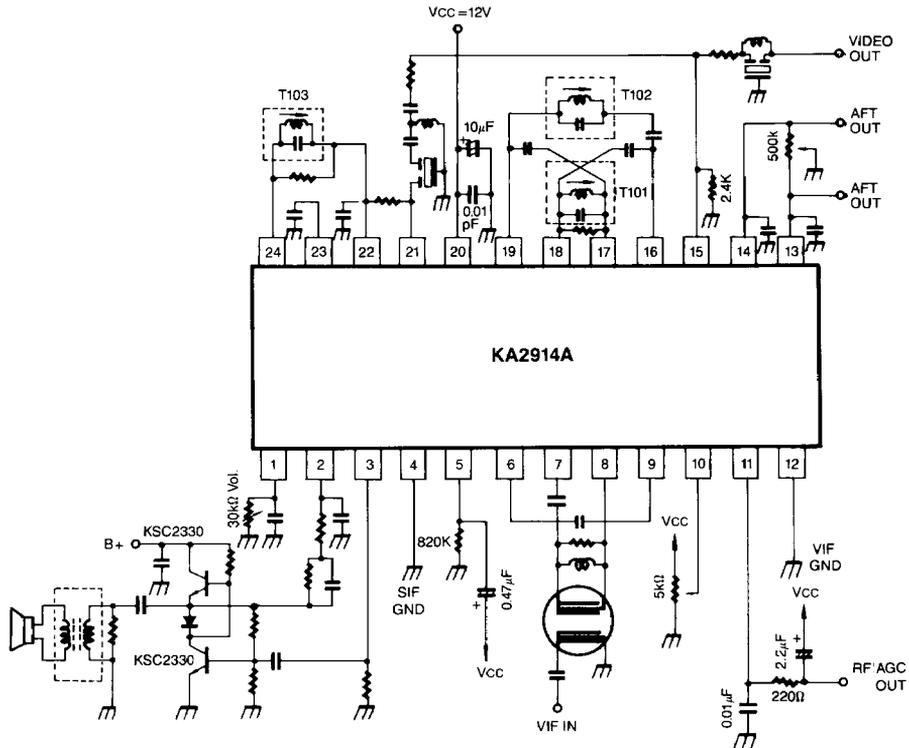 VCC=12V
VIDEO
OUT
T103
T102
AFT
OUT
10µF
500k
T101
2.4K
AFT
OUT
0.01
pF
24
23
22
21
20
19
18
17
16
15
14
13
KA2914A
1
2
3
4
5
6
7
8
9
10
11
12
30kΩ Vol.
KSC2330
B+
820K
SIF
GND
0.47µF
VCC
VCC
5kΩ
VIF
GND
VCC
KSC2330
2.2µF
RF AGC
OUT
220Ω
0.01µF
VIF IN